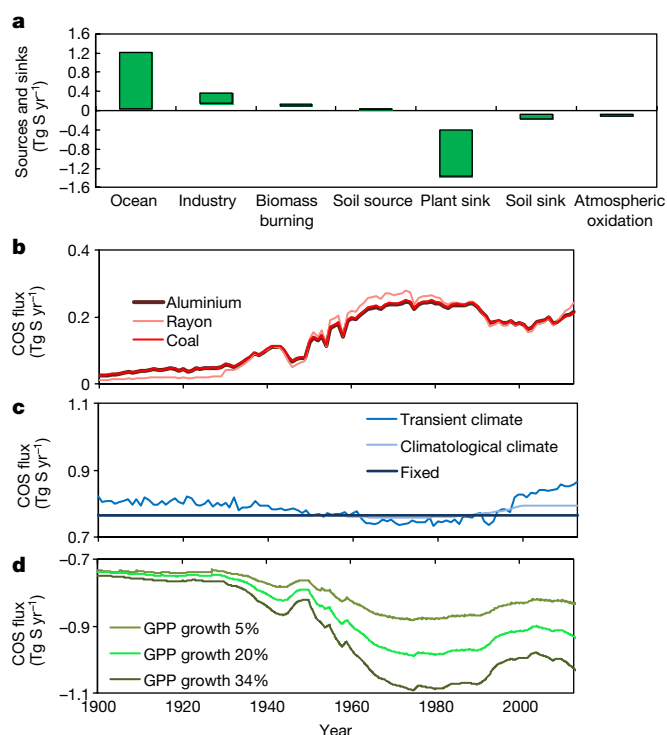 a
Sources and sinks
(Tg S yr⁻¹)
1.6
1.2
0.8
0.4
0
−0.4
−0.8
−1.2
−1.6
Ocean
Industry
Biomass
burning
Soil source
Plant sink
Soil sink
Atmospheric
oxidation
b
COS flux
(Tg S yr⁻¹)
0.4
0.2
0
Aluminium
Rayon
Coal
c
COS flux
(Tg S yr⁻¹)
1.1
0.9
0.7
Transient climate
Climatological climate
Fixed
d
COS flux
(Tg S yr⁻¹)
−0.7
−0.9
−1.1
GPP growth 5%
GPP growth 20%
GPP growth 34%
1900
1920
1940
1960
1980
2000
Year